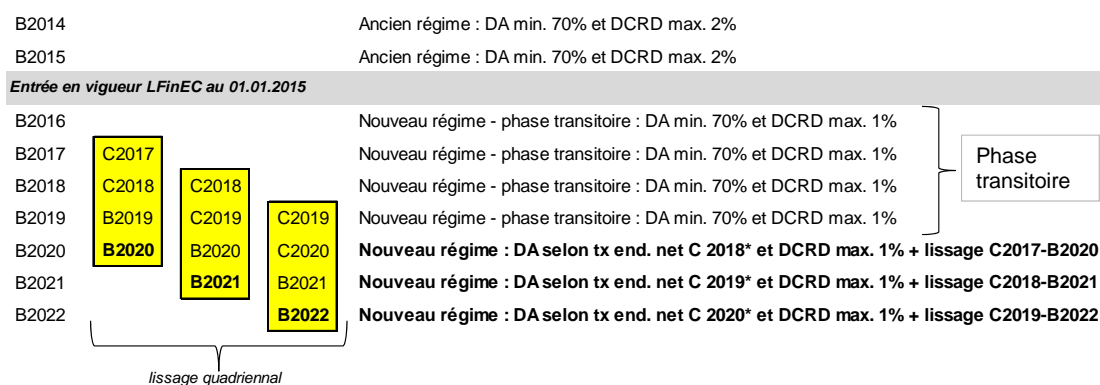 B2014 Ancien régime : DA min. 70% et DCRD max. 2%
B2015 Ancien régime : DA min. 70% et DCRD max. 2%
Entrée en vigueur LFinEC au 01.01.2015
B2016 Nouveau régime - phase transitoire : DA min. 70% et DCRD max. 1%
B2017 C2017 Nouveau régime - phase transitoire : DA min. 70% et DCRD max. 1%
Phase
transitoire
B2018 C2018 C2018 Nouveau régime - phase transitoire : DA min. 70% et DCRD max. 1%
B2019 B2019 C2019 C2019 Nouveau régime - phase transitoire : DA min. 70% et DCRD max. 1%
B2020 B2020 B2020 C2020 Nouveau régime : DA selon tx end. net C 2018* et DCRD max. 1% + lissage C2017-B2020
B2021 B2021 B2021 Nouveau régime : DA selon tx end. net C 2019* et DCRD max. 1% + lissage C2018-B2021
B2022 B2022 Nouveau régime : DA selon tx end. net C 2020* et DCRD max. 1% + lissage C2019-B2022
lissage quadriennal